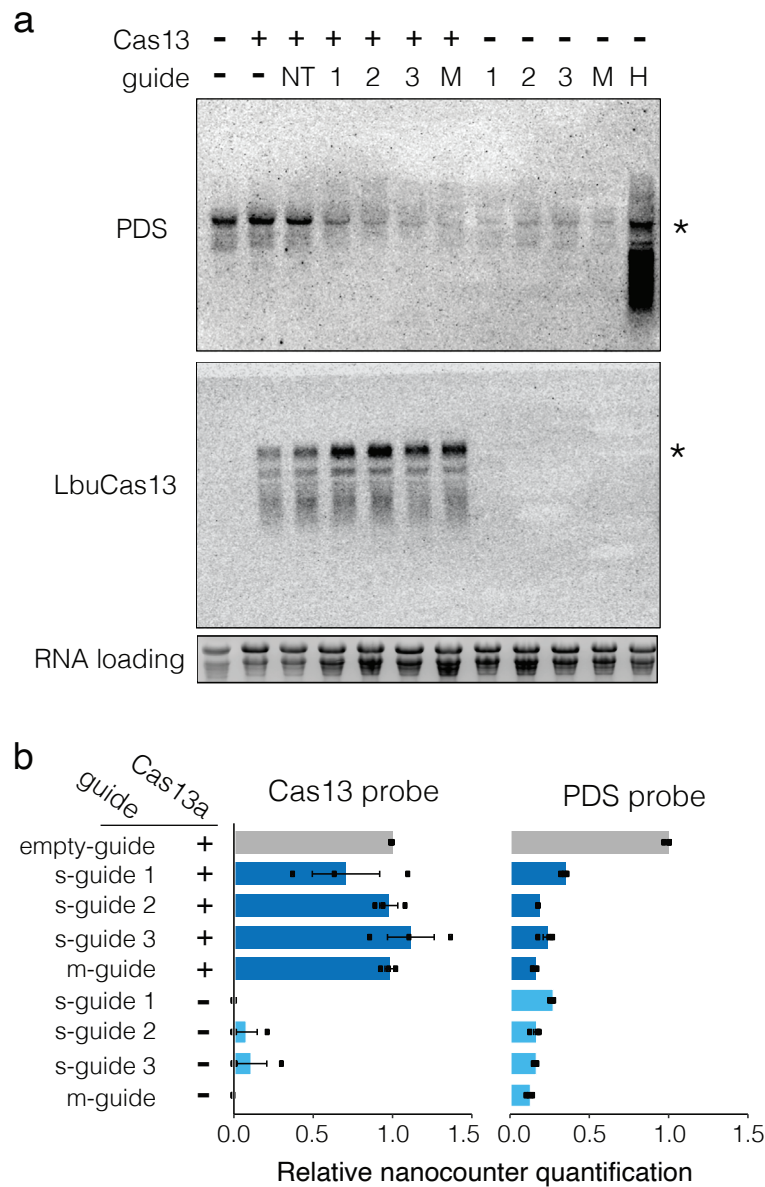 a
Cas13 - + + + + + + - - - - -
guide - - NT 1 2 3 M 1 2 3 M H
PDS *
LbuCas13 *
RNA loading
b
guide Cas13a Cas13 probe PDS probe
empty-guide +
s-guide 1 +
s-guide 2 +
s-guide 3 +
m-guide +
s-guide 1 -
s-guide 2 -
s-guide 3 -
m-guide -
0.0 0.5 1.0 1.5 0.0 0.5 1.0 1.5
Relative nanocounter quantification